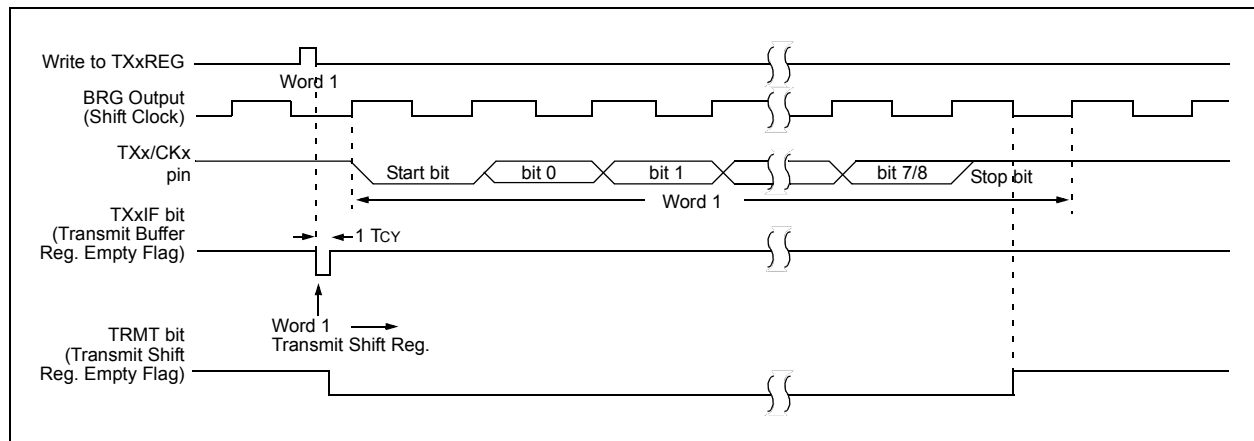 Write to TXxREG
Word 1
BRG Output
(Shift Clock)
TXx/CKx
pin
Start bit
bit 0
bit 1
bit 7/8
Stop bit
Word 1
TXxIF bit
(Transmit Buffer
Reg. Empty Flag)
1 TCY
Word 1
Transmit Shift Reg.
TRMT bit
(Transmit Shift
Reg. Empty Flag)